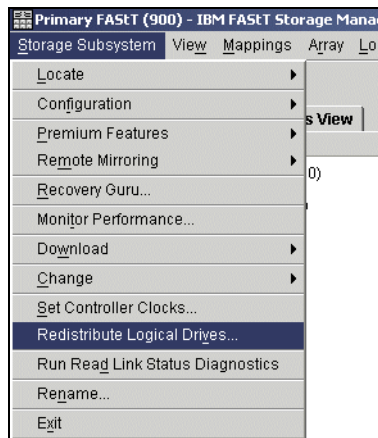 Primary FAStT (900) - IBM FAStT Storage Mana
Storage Subsystem View Mappings Array Lo
Locate
Configuration
s View
Premium Features
Remote Mirroring
0)
Recovery Guru...
Monitor Performance...
Download
Change
Set Controller Clocks...
Redistribute Logical Drives...
Run Read Link Status Diagnostics
Rename...
Exit